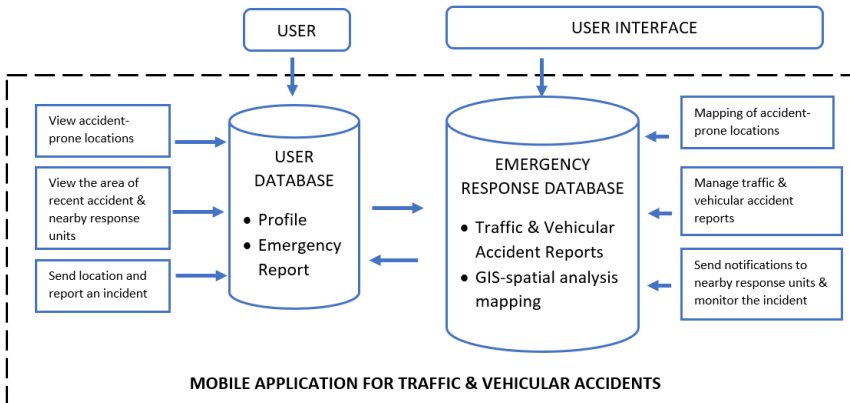 USER
USER INTERFACE
View accident-
prone locations
View the area of
recent accident &
nearby response
units
Send location and
report an incident
USER
DATABASE
• Profile
• Emergency
Report
EMERGENCY
RESPONSE DATABASE
• Traffic & Vehicular
Accident Reports
• GIS-spatial analysis
mapping
Mapping of accident-
prone locations
Manage traffic &
vehicular accident
reports
Send notifications to
nearby response units &
monitor the incident
MOBILE APPLICATION FOR TRAFFIC & VEHICULAR ACCIDENTS